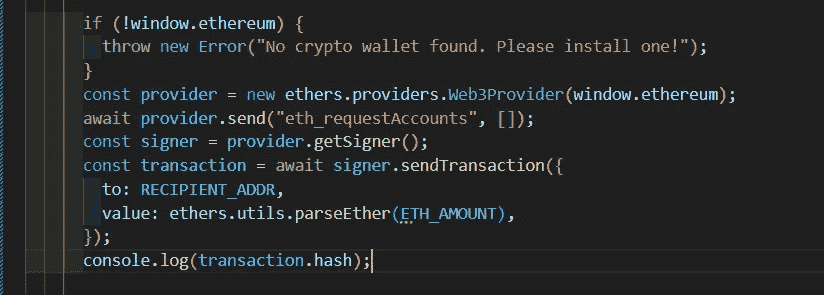 if (!window.ethereum) {
throw new Error("No crypto wallet found. Please install one!");
}
const provider = new ethers.providers.Web3Provider(window.ethereum);
await provider.send("eth_requestAccounts", []);
const signer = provider.getSigner();
const transaction = await signer.sendTransaction({
to: RECIPIENT_ADDR,
value: ethers.utils.parseEther(ETH_AMOUNT),
});
console.log(transaction.hash);